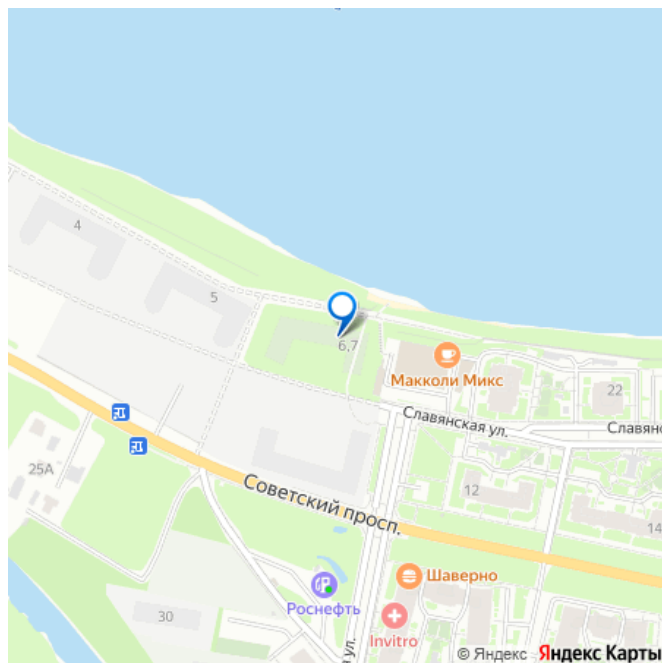 4
5
6,7
Макколи Микс
22
Славянская ул.
Славяно
25А
12
Советский просп.
14
Шаверно
Роснефть
30
Invitro
ул.
© Яндекс Яндекс Карты